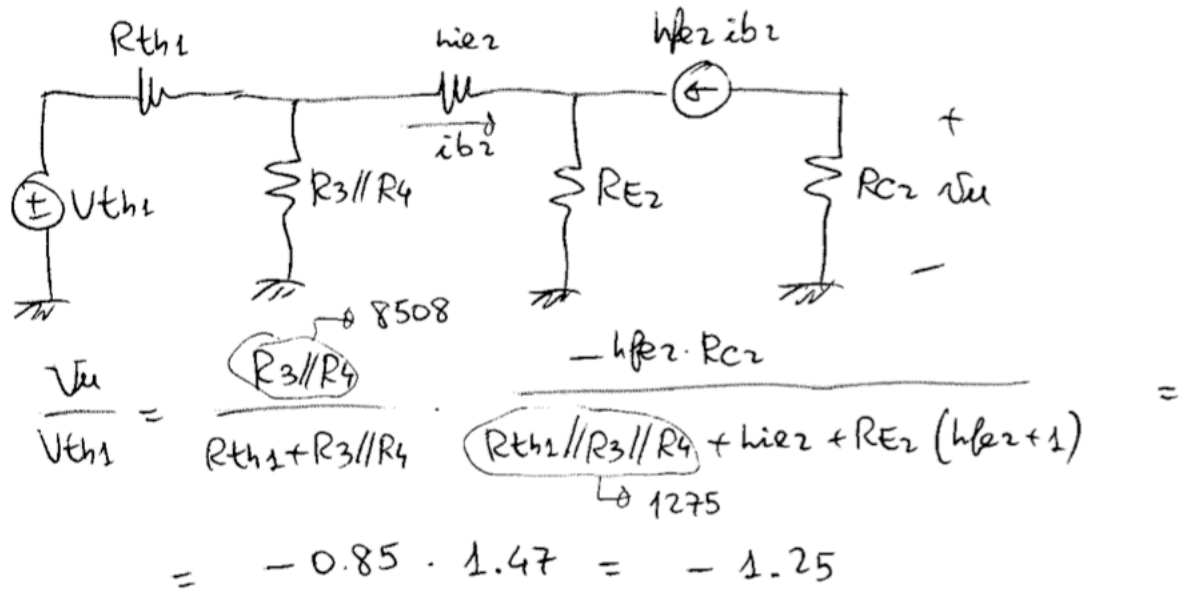 Rth1 hie2 hfe2 ib2
ib2
+
Vth1 R3//R4 RE2 RC2 Vu
−
→ 8508
Vu / Vth1 = R3//R4 / Rth1+R3//R4 · −hfe2·RC2 / Rth1//R3//R4 + hie2 + RE2 (hfe2+1) =
→ 1275
= −0.85 · 1.47 = −1.25